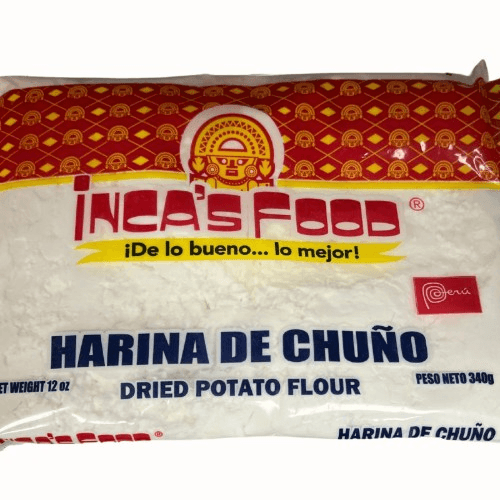 INCA'S FOOD ®
¡De lo bueno... lo mejor!
Perú
HARINA DE CHUÑO
ET WEIGHT 12 oz
DRIED POTATO FLOUR
PESO NETO 340g
®
HARINA DE CHUÑO